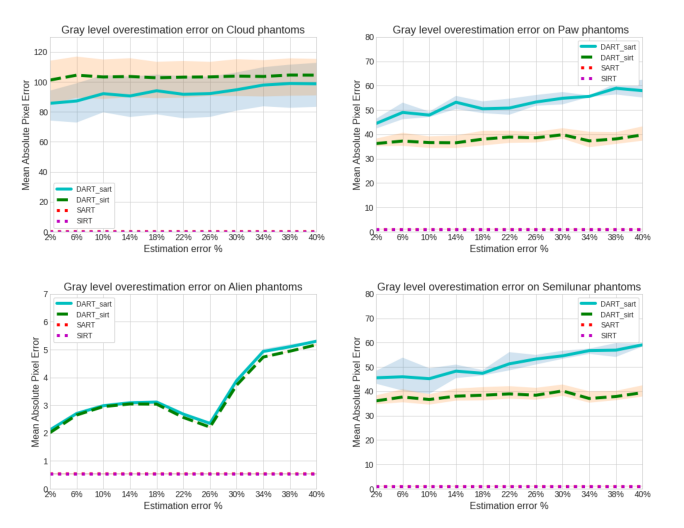 Gray level overestimation error on Cloud phantoms
Mean Absolute Pixel Error
120
100
80
60
40
20
0
DART_sart
DART_sirt
SART
SIRT
2% 6% 10% 14% 18% 22% 26% 30% 34% 38% 40%
Estimation error %
Gray level overestimation error on Paw phantoms
Mean Absolute Pixel Error
80
70
60
50
40
30
20
10
0
DART_sart
DART_sirt
SART
SIRT
2% 6% 10% 14% 18% 22% 26% 30% 34% 38% 40%
Estimation error %
Gray level overestimation error on Alien phantoms
Mean Absolute Pixel Error
7
6
5
4
3
2
1
0
DART_sart
DART_sirt
SART
SIRT
2% 6% 10% 14% 18% 22% 26% 30% 34% 38% 40%
Estimation error %
Gray level overestimation error on Semilunar phantoms
Mean Absolute Pixel Error
80
70
60
50
40
30
20
10
0
DART_sart
DART_sirt
SART
SIRT
2% 6% 10% 14% 18% 22% 26% 30% 34% 38% 40%
Estimation error %